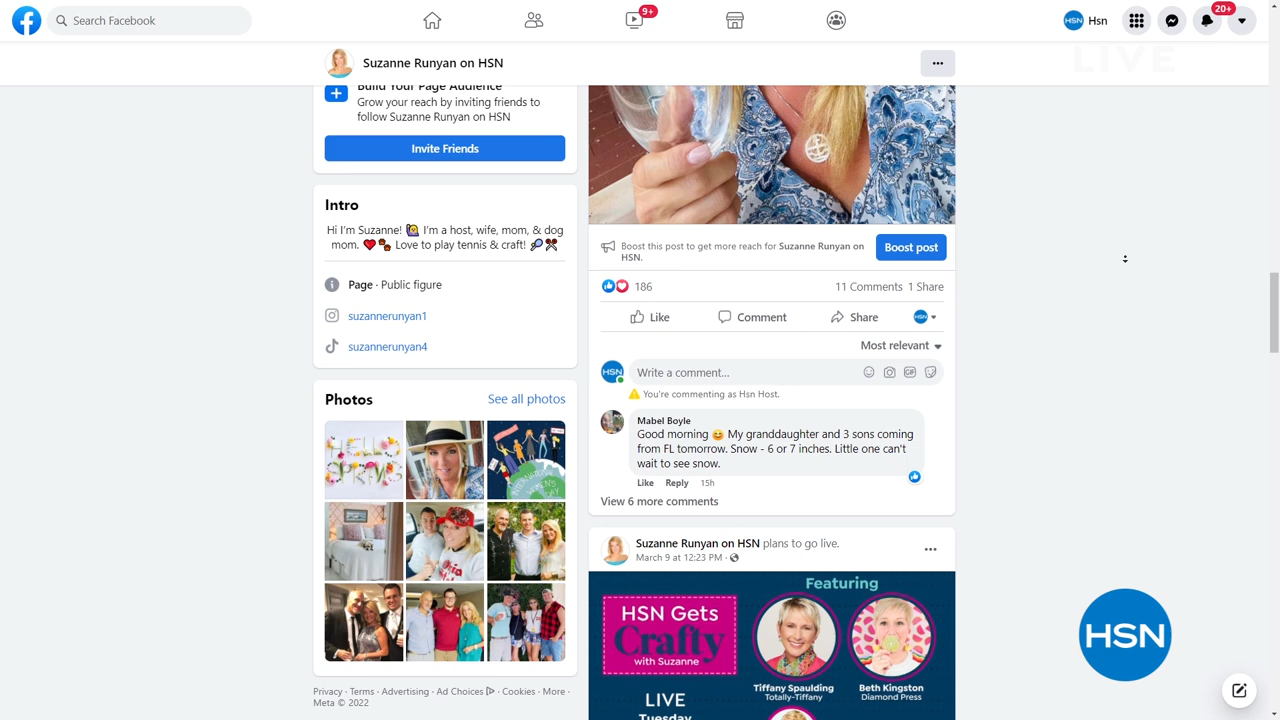 Search Facebook
9+
HSN
Hsn
20+
LIVE
Suzanne Runyan on HSN
Build Your Page Audience
Grow your reach by inviting friends to
follow Suzanne Runyan on HSN
Invite Friends
Intro
Hi I'm Suzanne! 🙋 I'm a host, wife, mom, & dog
mom. ❤️🐕 Love to play tennis & craft! 🎾✂️
Page · Public figure
suzannerunyan1
suzannerunyan4
Photos
See all photos
HELLO
SPRING
Privacy · Terms · Advertising · Ad Choices · Cookies · More ·
Meta © 2022
Boost this post to get more reach for Suzanne Runyan on
HSN.
Boost post
186
11 Comments 1 Share
Like
Comment
Share
HSN
Most relevant
HSN
Write a comment...
GIF
You're commenting as Hsn Host.
Mabel Boyle
Good morning 😊 My granddaughter and 3 sons coming
from FL tomorrow. Snow - 6 or 7 inches. Little one can't
wait to see snow.
Like Reply 15h
View 6 more comments
Suzanne Runyan on HSN plans to go live.
March 9 at 12:23 PM ·
Featuring
HSN Gets
Crafty
with Suzanne
Tiffany Spaulding
Totally-Tiffany
Beth Kingston
Diamond Press
LIVE
Tuesday
HSN